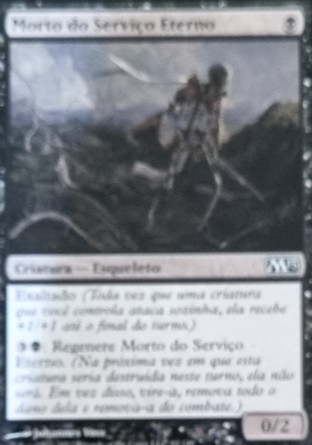 Morto do Serviço Eterno
Criatura — Esqueleto
M13
Exaltado (Toda vez que uma criatura
que você controla ataca sozinha, ela recebe
+1/+1 até o final do turno.)
Regenere Morto do Serviço
Eterno. (Na próxima vez em que esta
criatura seria destruída neste turno, ela não
será. Em vez disso, vire-a, remova todo o
dano dela e remova-a do combate.)
Johannes Voss
0/2